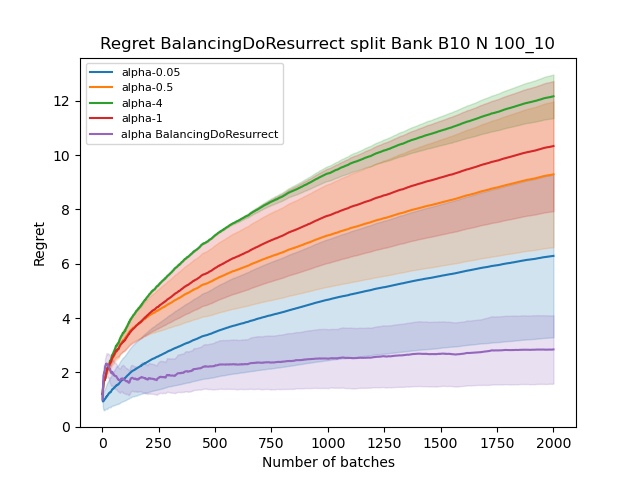 Regret BalancingDoResurrect split Bank B10 N 100_10
alpha-0.05
alpha-0.5
alpha-4
alpha-1
alpha BalancingDoResurrect
12
10
8
6
4
2
0
Regret
0 250 500 750 1000 1250 1500 1750 2000
Number of batches